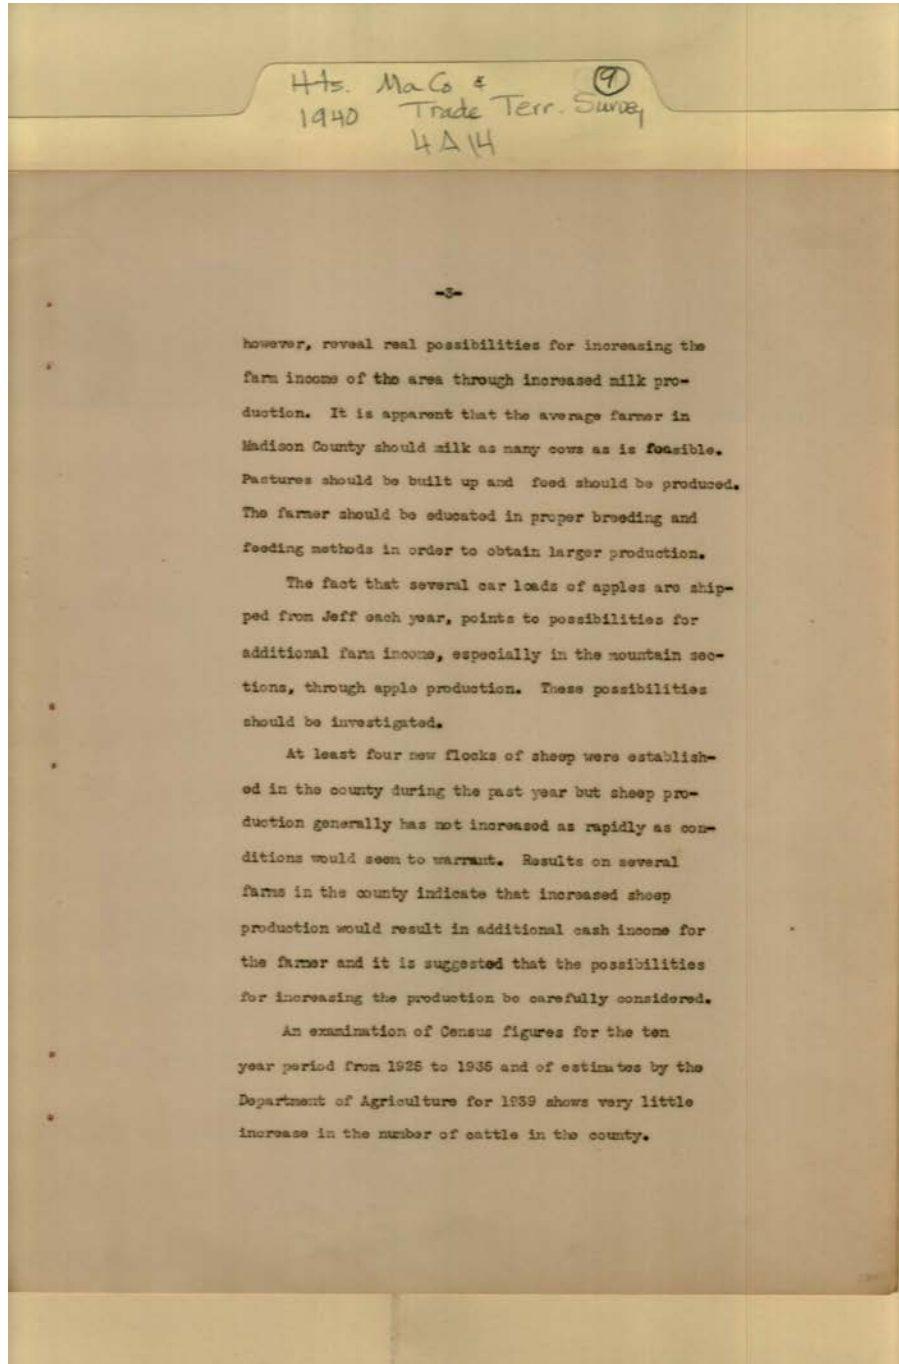 Hts. Ma Co & ⑨
1940 Trade Terr. Survey
4A14
-3-
however, reveal real possibilities for increasing the
farm income of the area through increased milk pro-
duction. It is apparent that the average farmer in
Madison County should milk as many cows as is feasible.
Pastures should be built up and feed should be produced.
The farmer should be educated in proper breeding and
feeding methods in order to obtain larger production.
The fact that several car loads of apples are ship-
ped from Jeff each year, points to possibilities for
additional farm income, especially in the mountain sec-
tions, through apple production. These possibilities
should be investigated.
At least four new flocks of sheep were establish-
ed in the county during the past year but sheep pro-
duction generally has not increased as rapidly as con-
ditions would seem to warrant. Results on several
farms in the county indicate that increased sheep
production would result in additional cash income for
the farmer and it is suggested that the possibilities
for increasing the production be carefully considered.
An examination of Census figures for the ten
year period from 1925 to 1935 and of estimates by the
Department of Agriculture for 1939 shows very little
increase in the number of cattle in the county.